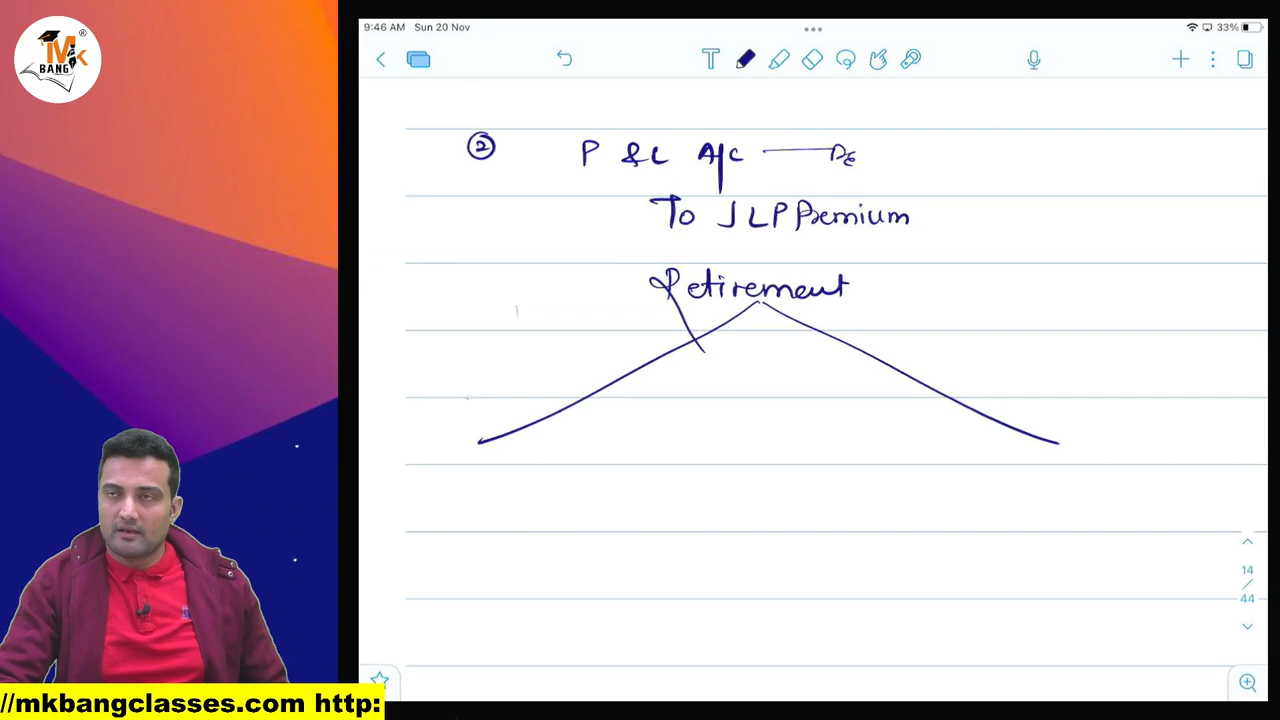 9:46 AM Sun 20 Nov
33%
MK
BANG
®
② P & L A/c — Dr
To JLP Premium
Retirement
14
/
44
//mkbangclasses.com http: